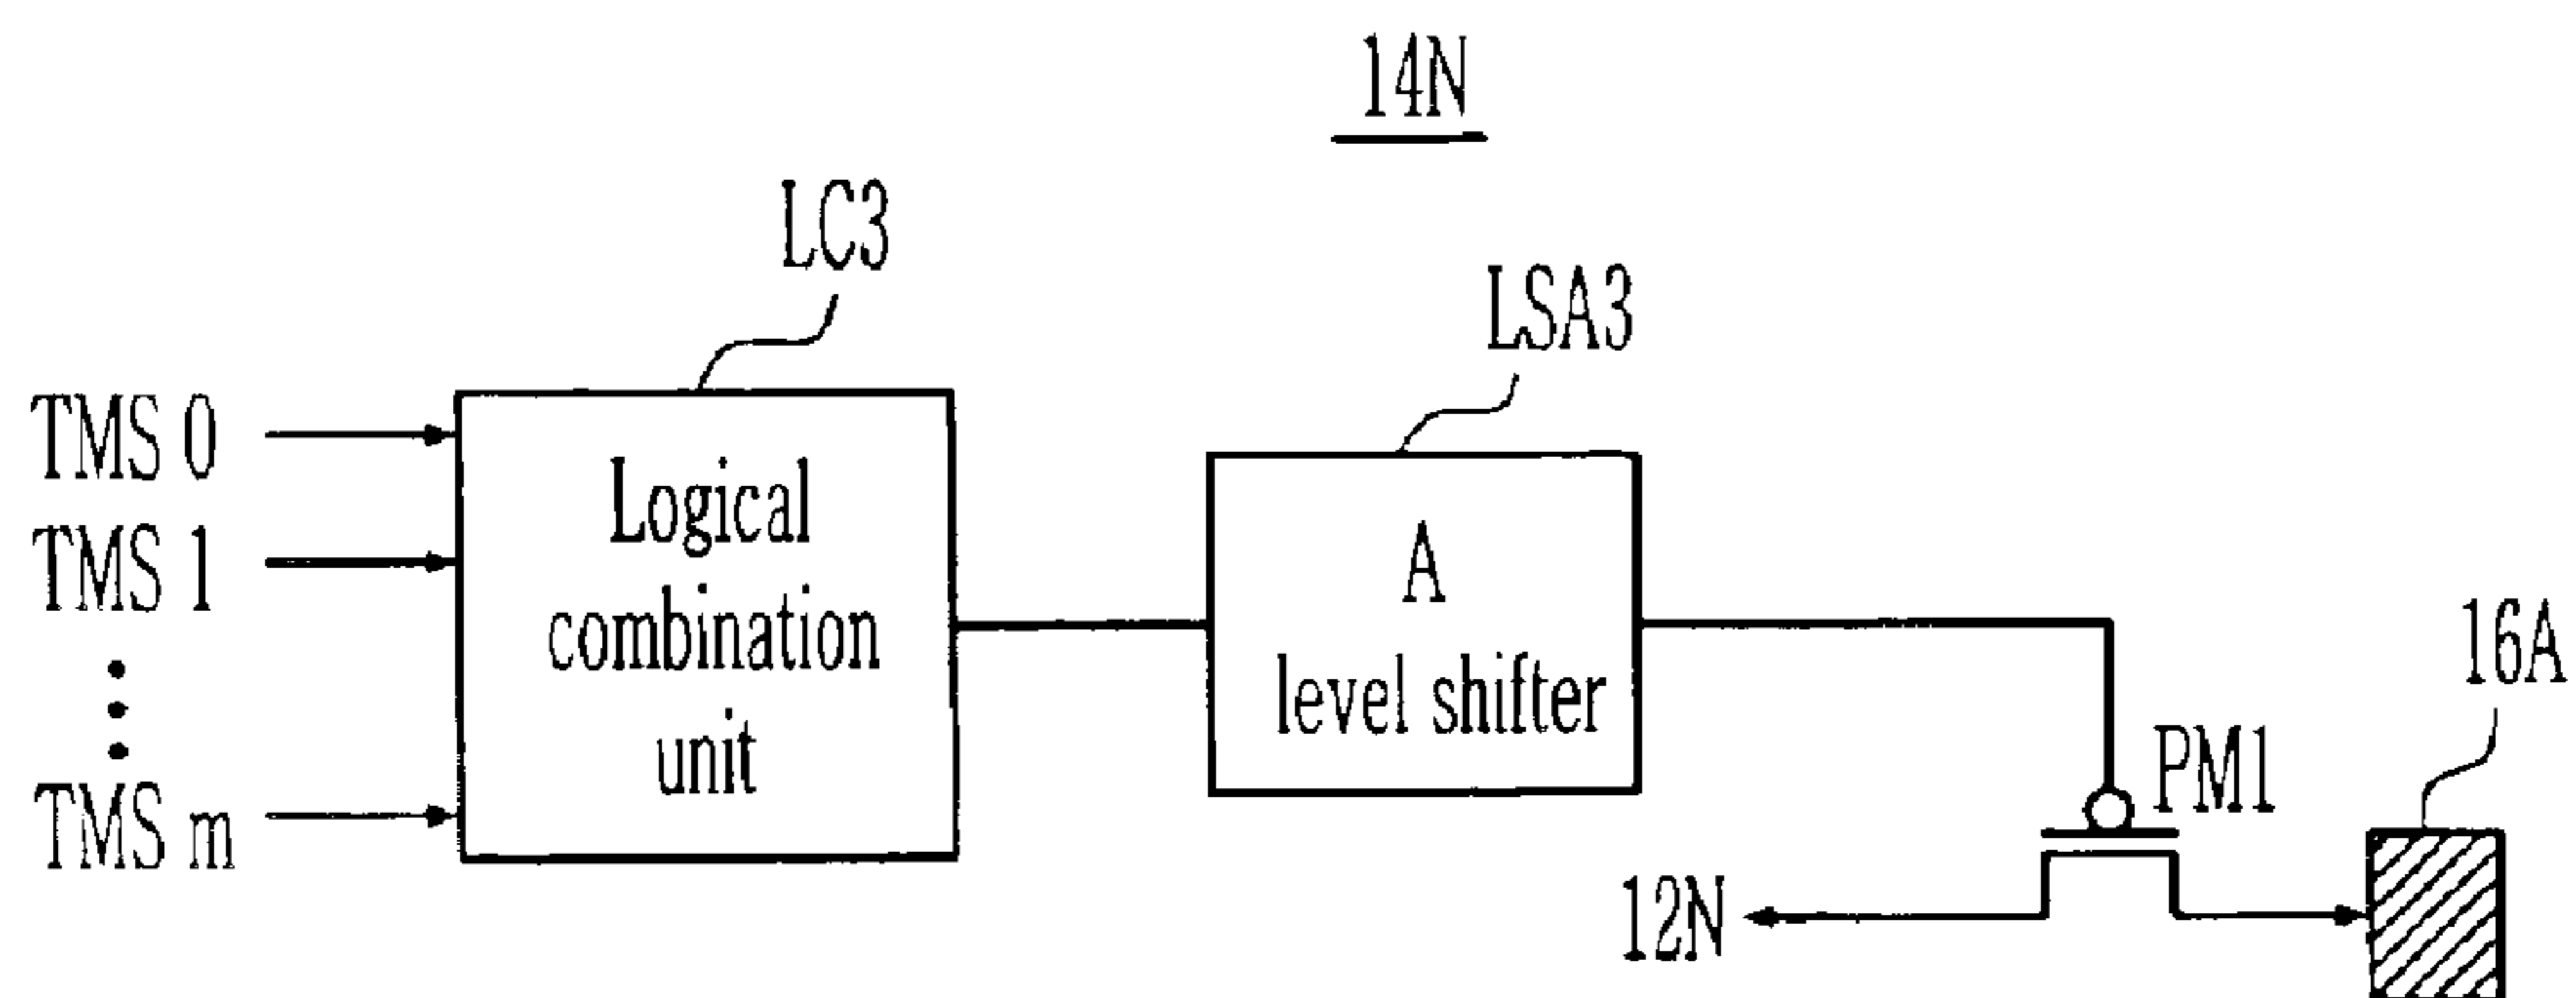 14N
LC3
LSA3
TMS 0
TMS 1
TMS m
Logical
combination
unit
A
level shifter
16A
PM1
12N